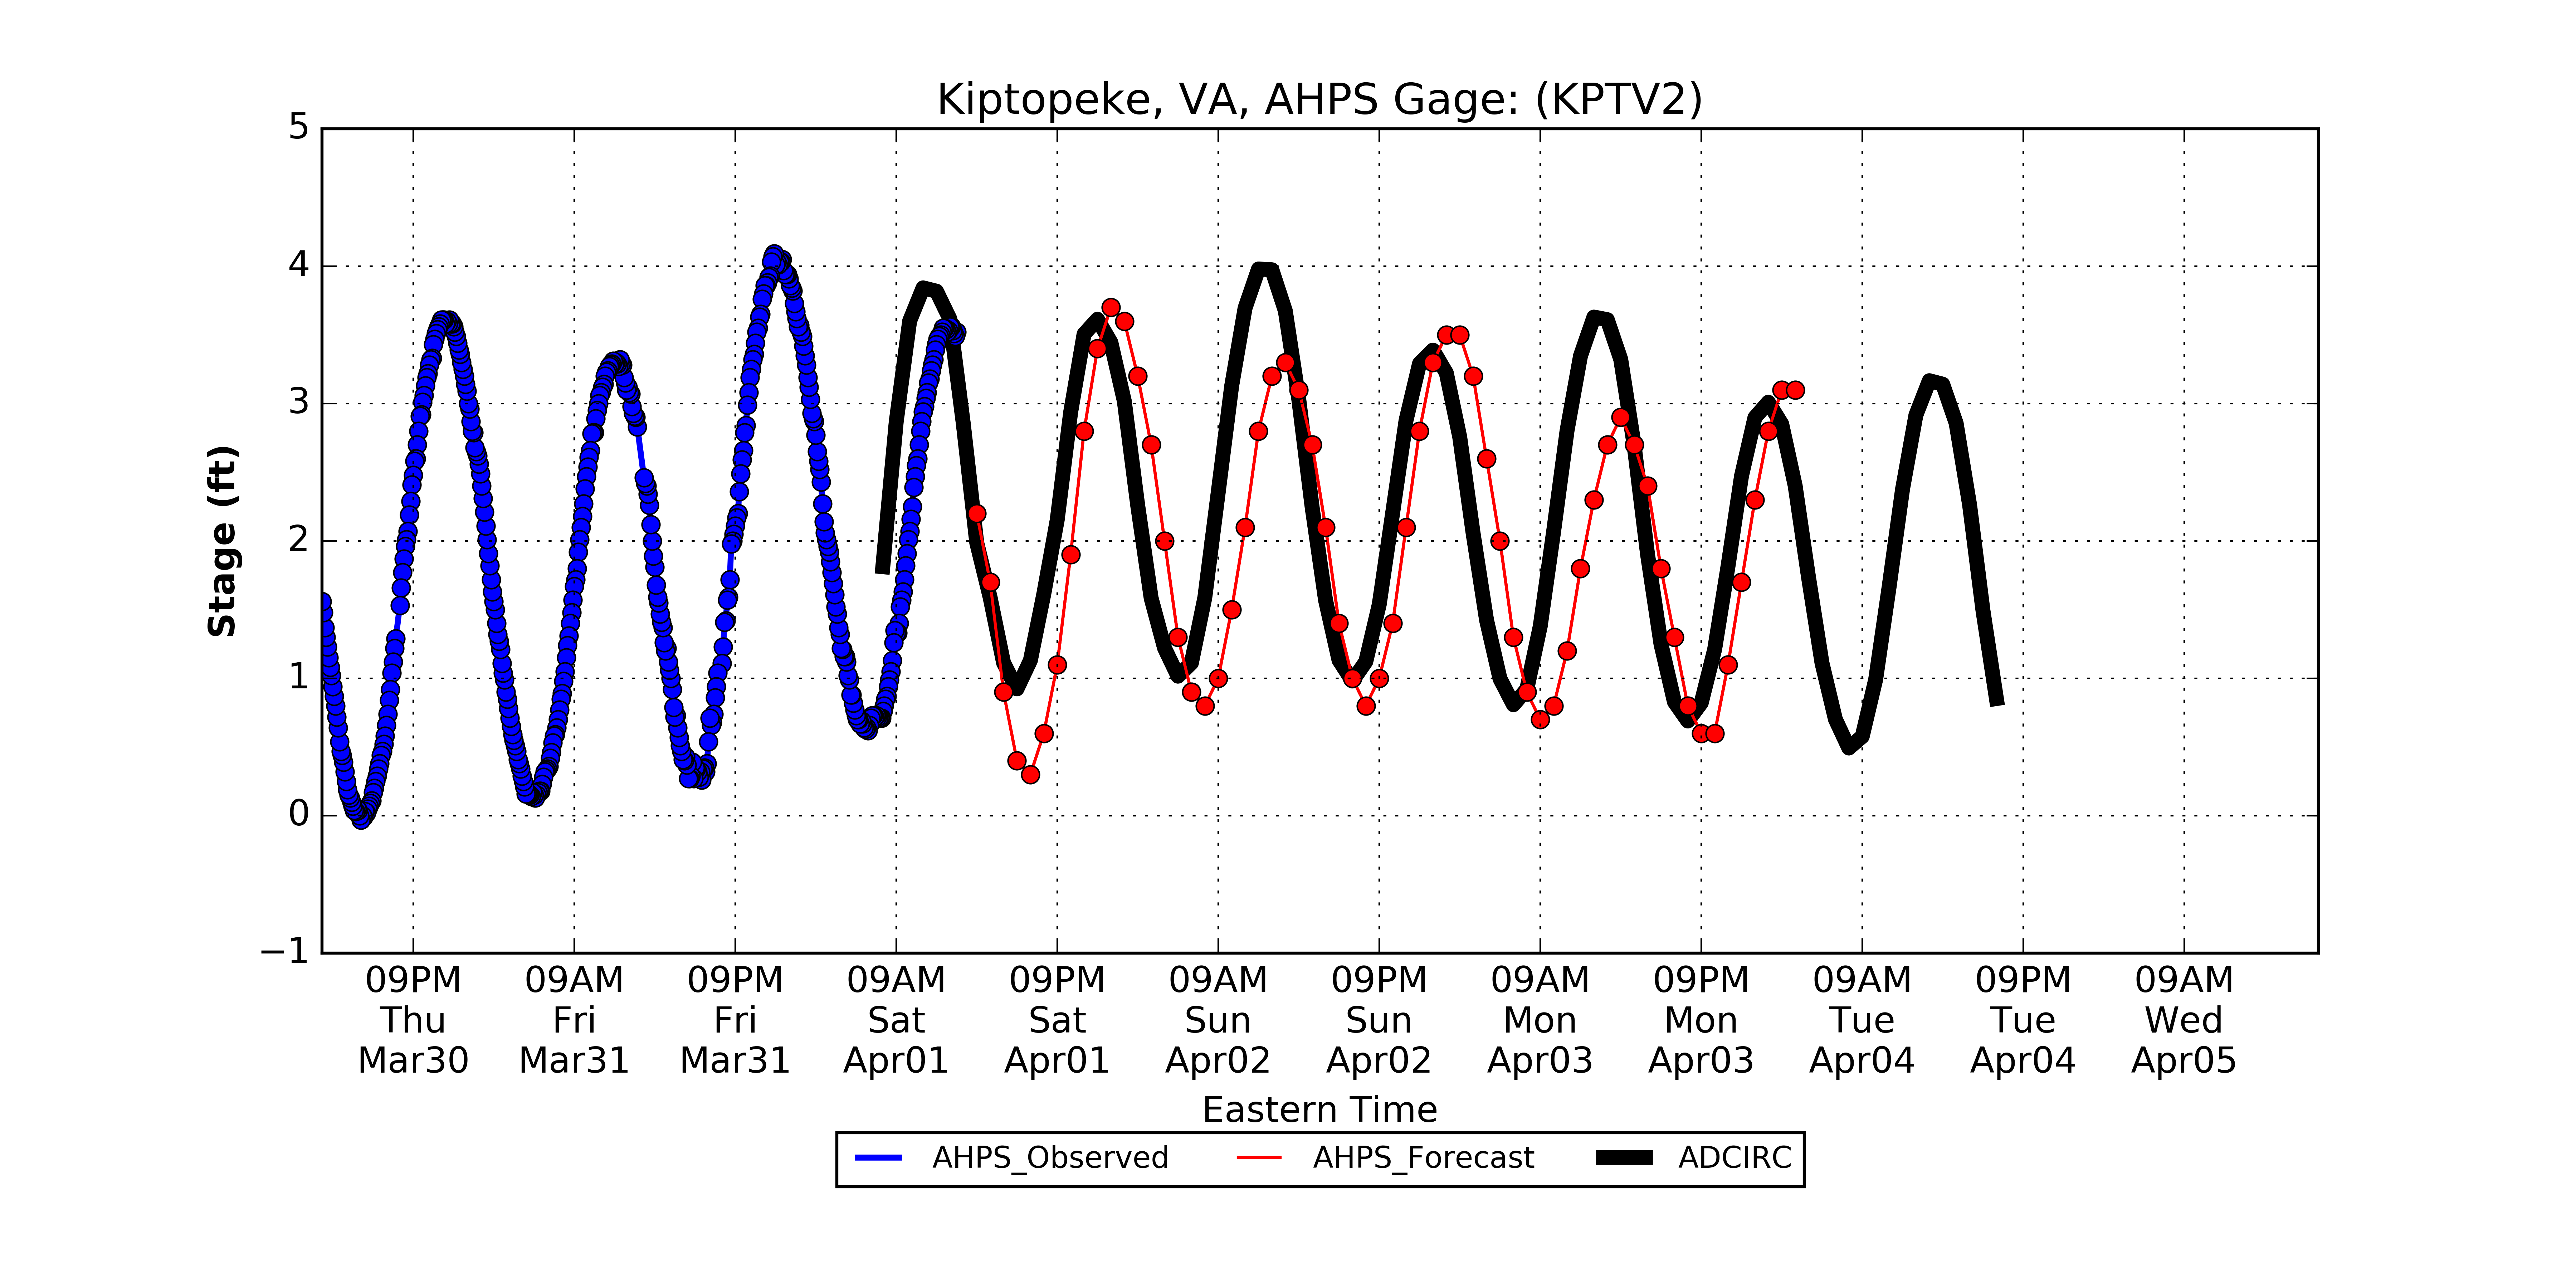 Kiptopeke, VA, AHPS Gage: (KPTV2)
5
4
3
2
1
0
−1
Stage (ft)
09PM 09AM 09PM 09AM 09PM 09AM 09PM 09AM 09PM 09AM 09PM 09AM
Thu Fri Fri Sat Sat Sun Sun Mon Mon Tue Tue Wed
Mar30 Mar31 Mar31 Apr01 Apr01 Apr02 Apr02 Apr03 Apr03 Apr04 Apr04 Apr05
Eastern Time
AHPS_Observed AHPS_Forecast ADCIRC